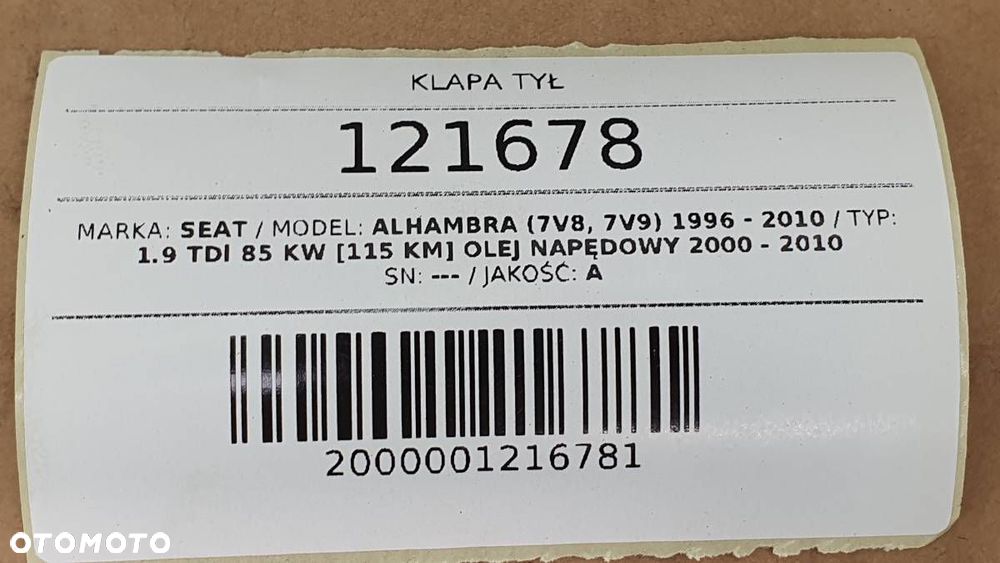 KLAPA TYŁ
121678
MARKA: SEAT / MODEL: ALHAMBRA (7V8, 7V9) 1996 - 2010 / TYP:
1.9 TDI 85 KW [115 KM] OLEJ NAPĘDOWY 2000 - 2010
SN: --- / JAKOŚĆ: A
2000001216781
OTOMOTO